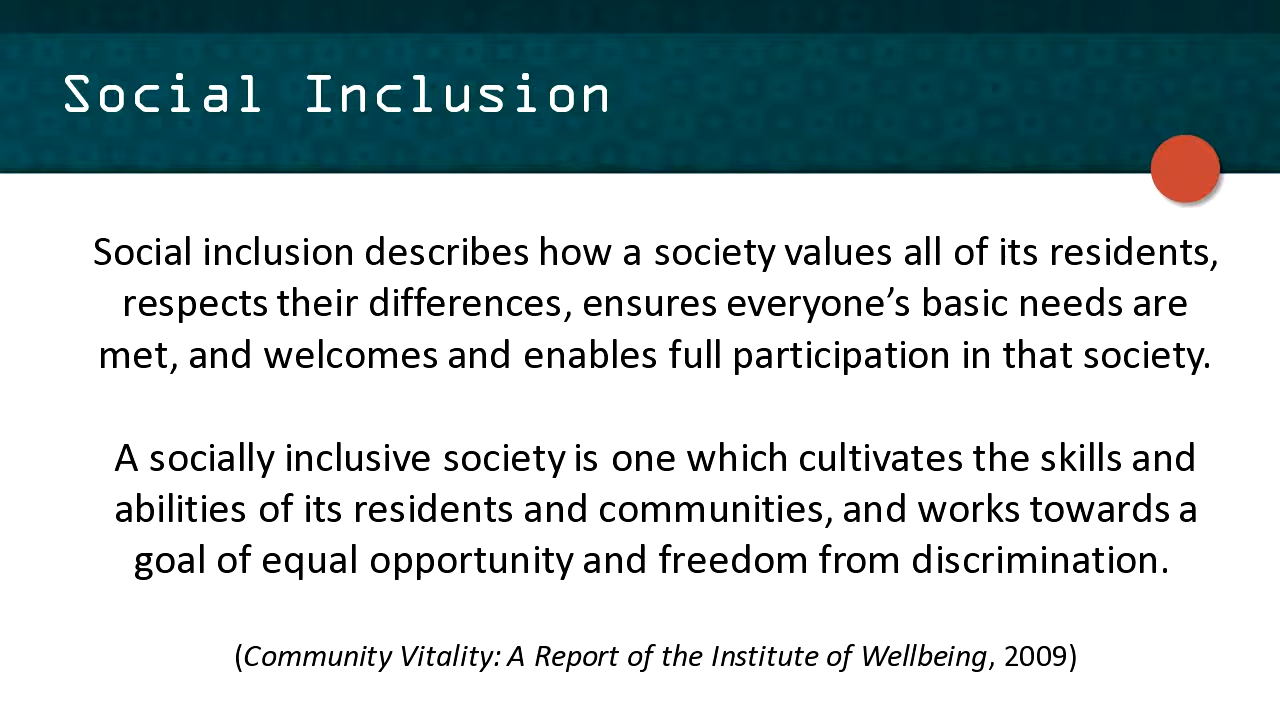 Social Inclusion
Social inclusion describes how a society values all of its residents,
respects their differences, ensures everyone’s basic needs are
met, and welcomes and enables full participation in that society.
A socially inclusive society is one which cultivates the skills and
abilities of its residents and communities, and works towards a
goal of equal opportunity and freedom from discrimination.
(Community Vitality: A Report of the Institute of Wellbeing, 2009)